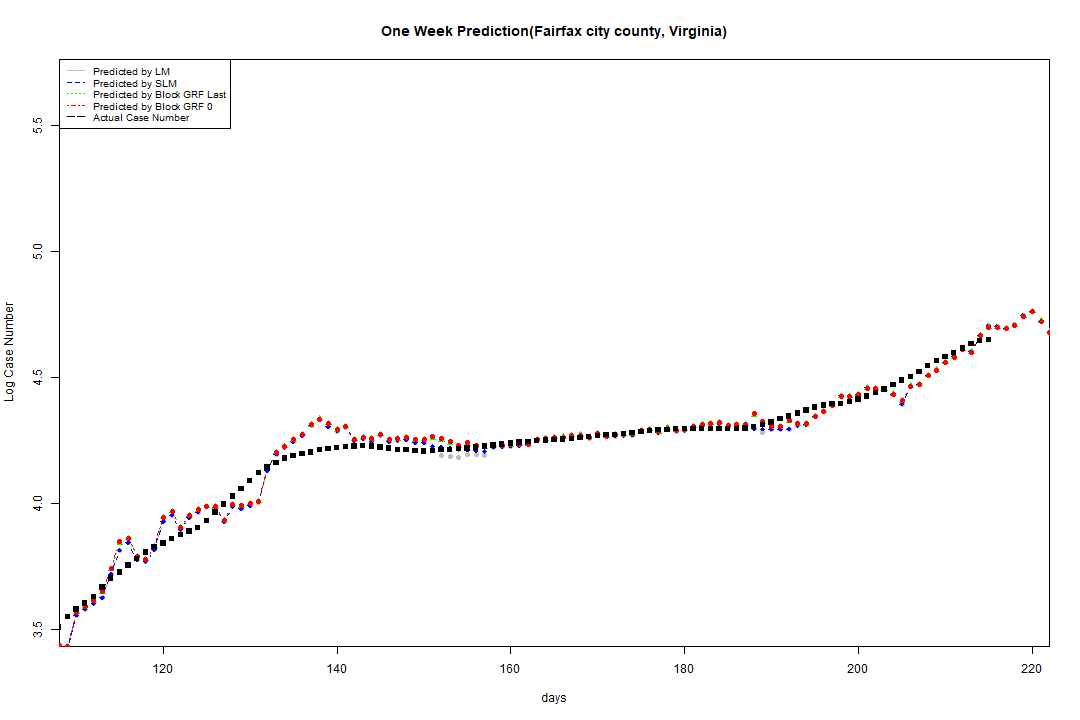 One Week Prediction(Fairfax city county, Virginia)
Predicted by LM
Predicted by SLM
Predicted by Block GRF Last
Predicted by Block GRF 0
Actual Case Number
5.5
5.0
4.5
4.0
3.5
Log Case Number
120 140 160 180 200 220
days